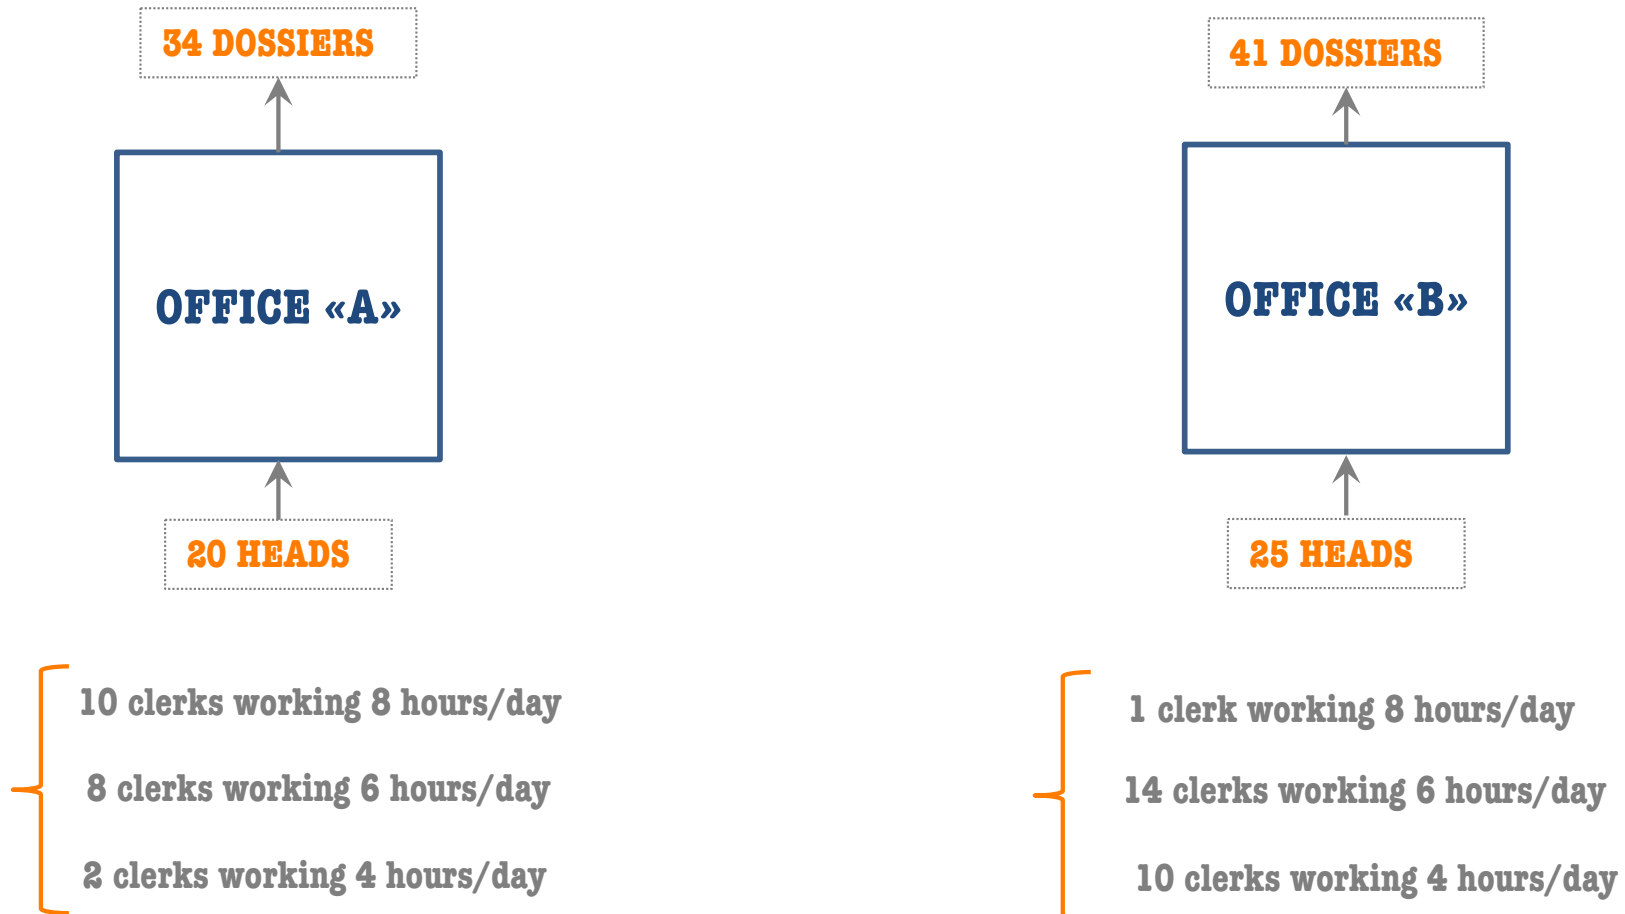 34 DOSSIERS
OFFICE «A»
20 HEADS
10 clerks working 8 hours/day
8 clerks working 6 hours/day
2 clerks working 4 hours/day
41 DOSSIERS
OFFICE «B»
25 HEADS
1 clerk working 8 hours/day
14 clerks working 6 hours/day
10 clerks working 4 hours/day